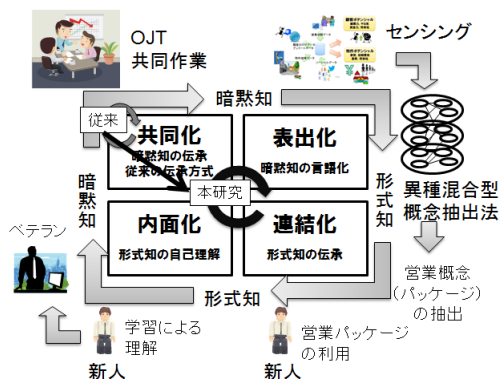 OJT
共同作業
センシング
暗黙知
従来
共同化
暗黙知の伝承
従来の伝承方式
表出化
暗黙知の言語化
暗黙知
本研究
形式知
異種混合型
概念抽出法
内面化
形式知の自己理解
連結化
形式知の伝承
ベテラン
営業概念
(パッケージ)
の抽出
形式知
学習による
理解
営業パッケージ
の利用
新人
新人